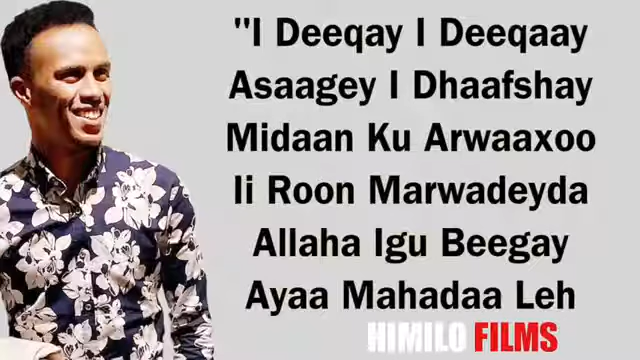 "I Deeqay I Deeqaay
Asaagey I Dhaafshay
Midaan Ku Arwaaxoo
Ii Roon Marwadeyda
Allaha Igu Beegay
Ayaa Mahadaa Leh
HIMILO FILMS